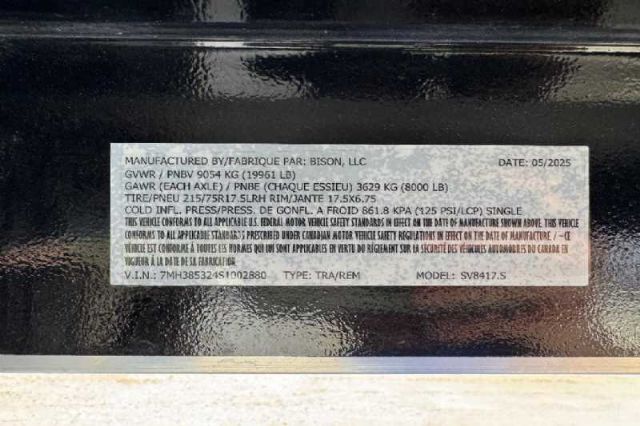 MANUFACTURED BY/FABRIQUE PAR: BISON, LLC DATE: 05/2025
GVWR / PNBV 9054 KG (19961 LB)
GAWR (EACH AXLE) / PNBE (CHAQUE ESSIEU) 3629 KG (8000 LB)
TIRE/PNEU 215/75R17.5LRH RIM/JANTE 17.5X6.75
COLD INFL. PRESS/PRESS. DE GONFL. A FROID 861.8 KPA (125 PSI/LCP) SINGLE
THIS VEHICLE CONFORMS TO ALL APPLICABLE U.S. FEDERAL MOTOR VEHICLE SAFETY STANDARDS IN EFFECT ON THE DATE OF MANUFACTURE SHOWN ABOVE. THIS VEHICLE
CONFORMS TO ALL APPLICABLE STANDARDS PRESCRIBED UNDER THE CANADIAN MOTOR VEHICLE SAFETY REGULATIONS IN EFFECT ON THE DATE OF MANUFACTURE. / -CE
VÉHICULE EST CONFORME À TOUTES LES NORMES QUI LUI SONT APPLICABLES EN VERTU DU RÈGLEMENT SUR LA SÉCURITÉ DES VÉHICULES AUTOMOBILES DU CANADA EN
VIGUEUR À LA DATE DE SA FABRICATION
V.I.N.: 7MH385324S1002880 TYPE: TRA/REM MODEL: SV8417.5